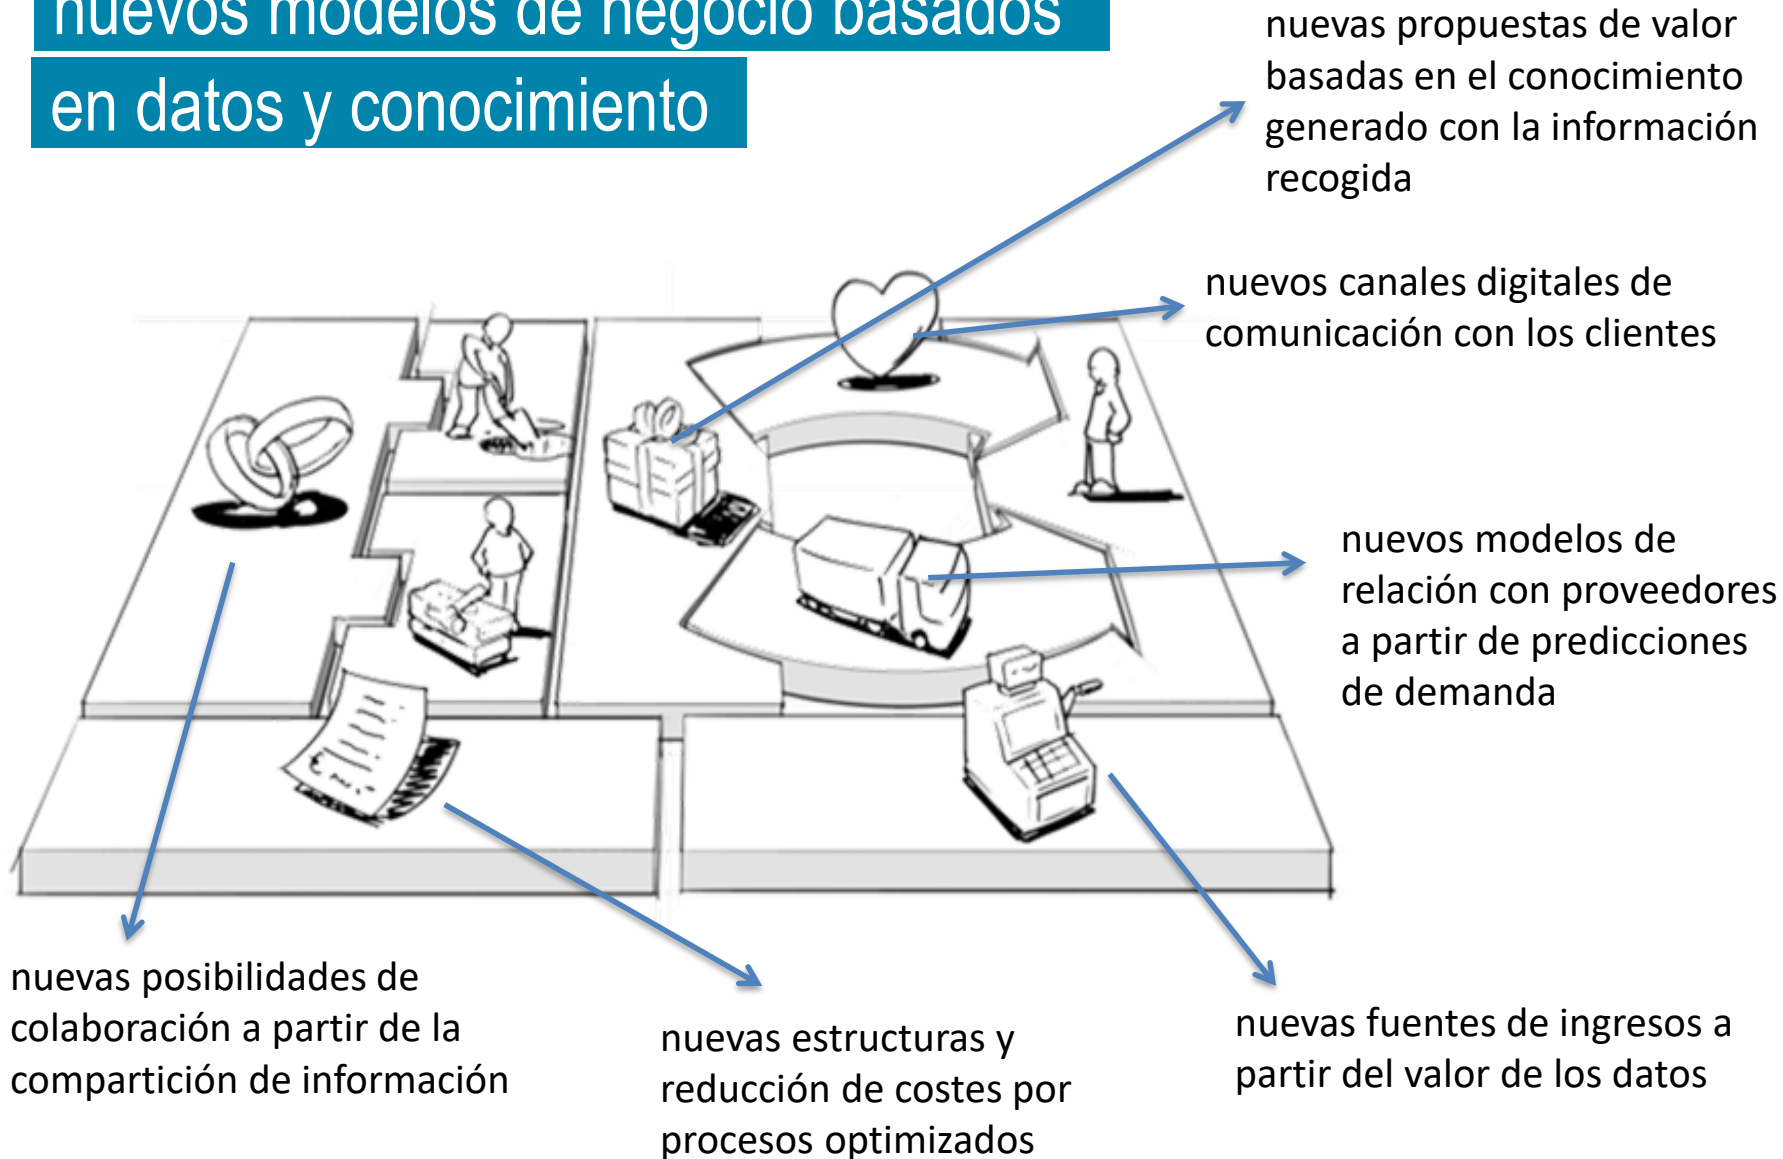 nuevos modelos de negocio basados
en datos y conocimiento
nuevas propuestas de valor
basadas en el conocimiento
generado con la información
recogida
nuevos canales digitales de
comunicación con los clientes
nuevos modelos de
relación con proveedores
a partir de predicciones
de demanda
nuevas posibilidades de
colaboración a partir de la
compartición de información
nuevas estructuras y
reducción de costes por
procesos optimizados
nuevas fuentes de ingresos a
partir del valor de los datos